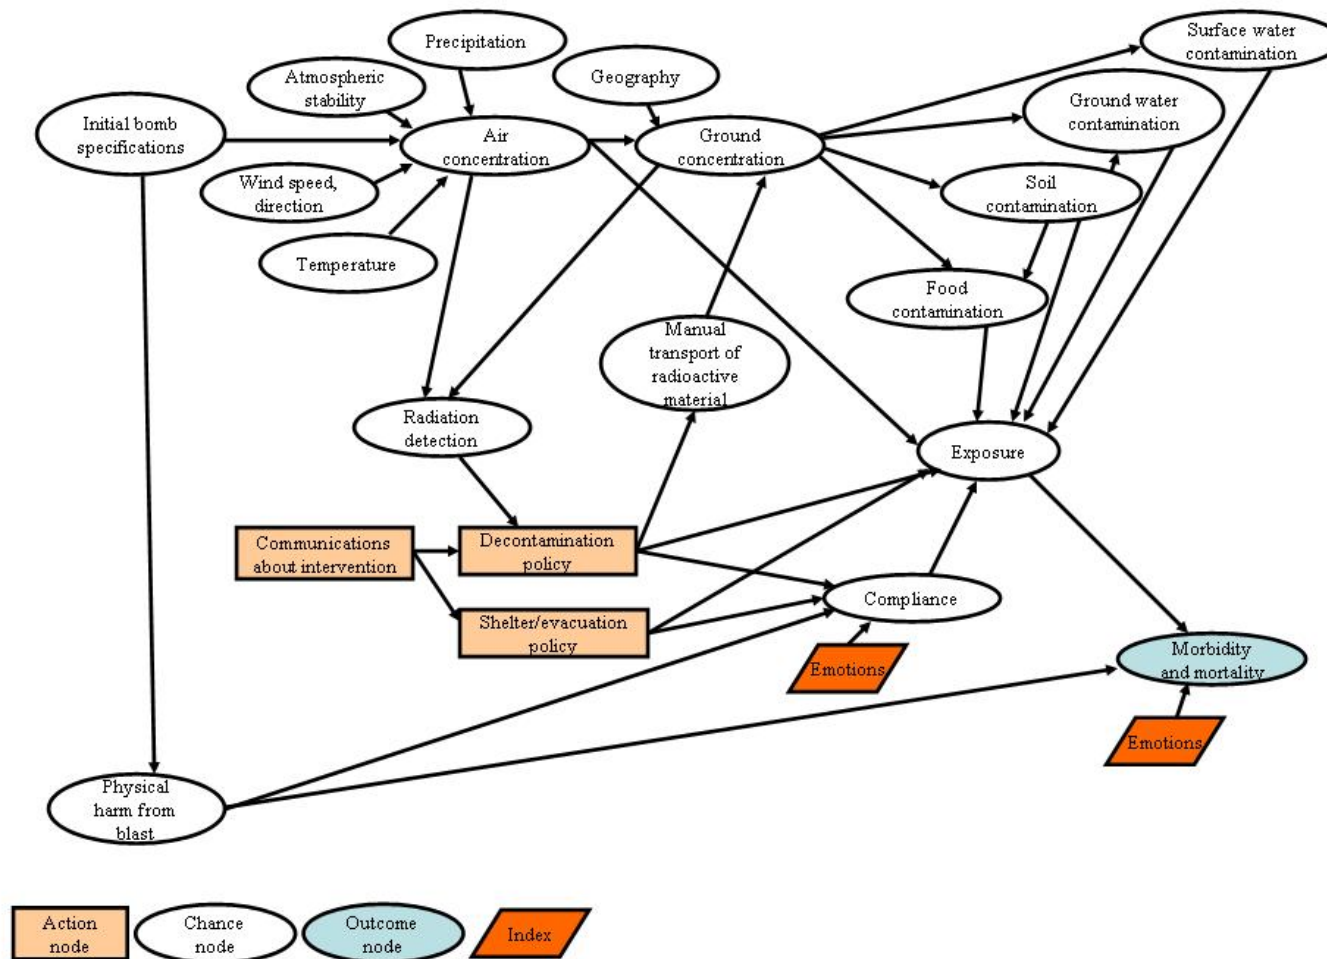 Precipitation
Surface water
contamination
Atmospheric
stability
Geography
Initial bomb
specifications
Air
concentration
Ground
concentration
Ground water
contamination
Wind speed,
direction
Soil
contamination
Temperature
Food
contamination
Manual
transport of
radioactive
material
Radiation
detection
Exposure
Communications
about intervention
Decontamination
policy
Shelter/evacuation
policy
Compliance
Emotions
Morbidity
and mortality
Emotions
Physical
harm from
blast
Action
node
Chance
node
Outcome
node
Index